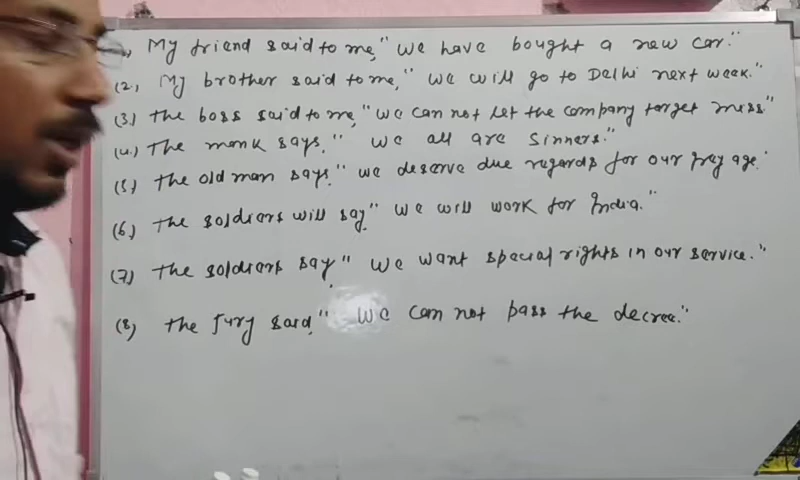 My friend said to me, "We have bought a new car."
(2) My brother said to me, "We will go to Delhi next week."
(3) The boss said to me, "We can not let the company target miss"
(4) The monk says, "We all are sinners."
(5) The old man says, "We deserve due regards for our grey age."
(6) The soldiers will say, "We will work for India."
(7) The soldiers say, "We want special rights in our service."
(8) The Jury said, "We can not pass the decree."